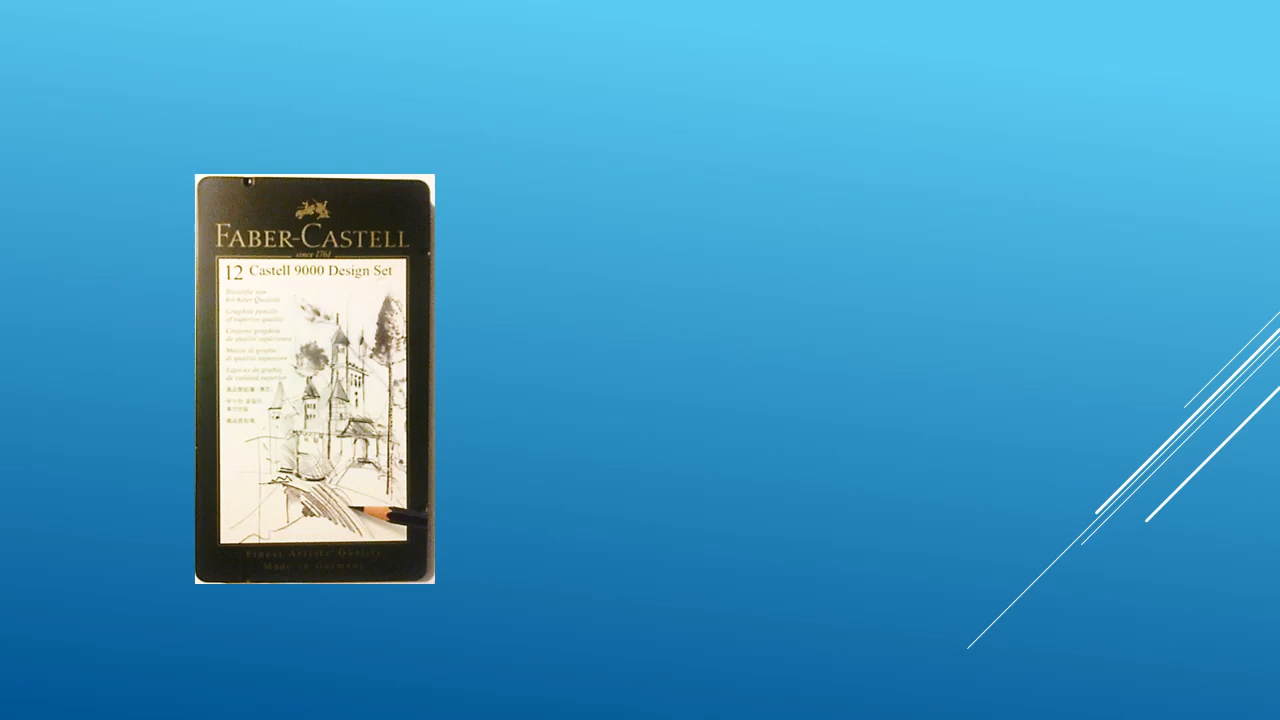 FABER-CASTELL
since 1761
12 Castell 9000 Design Set
Bleistifte von
höchster Qualität
Graphite pencils
of superior quality
Crayons graphite
de qualité supérieure
Matite di grafite
di qualità superiore
Lápices de grafito
de calidad superior
Finest Artists' Quality
Made in Germany